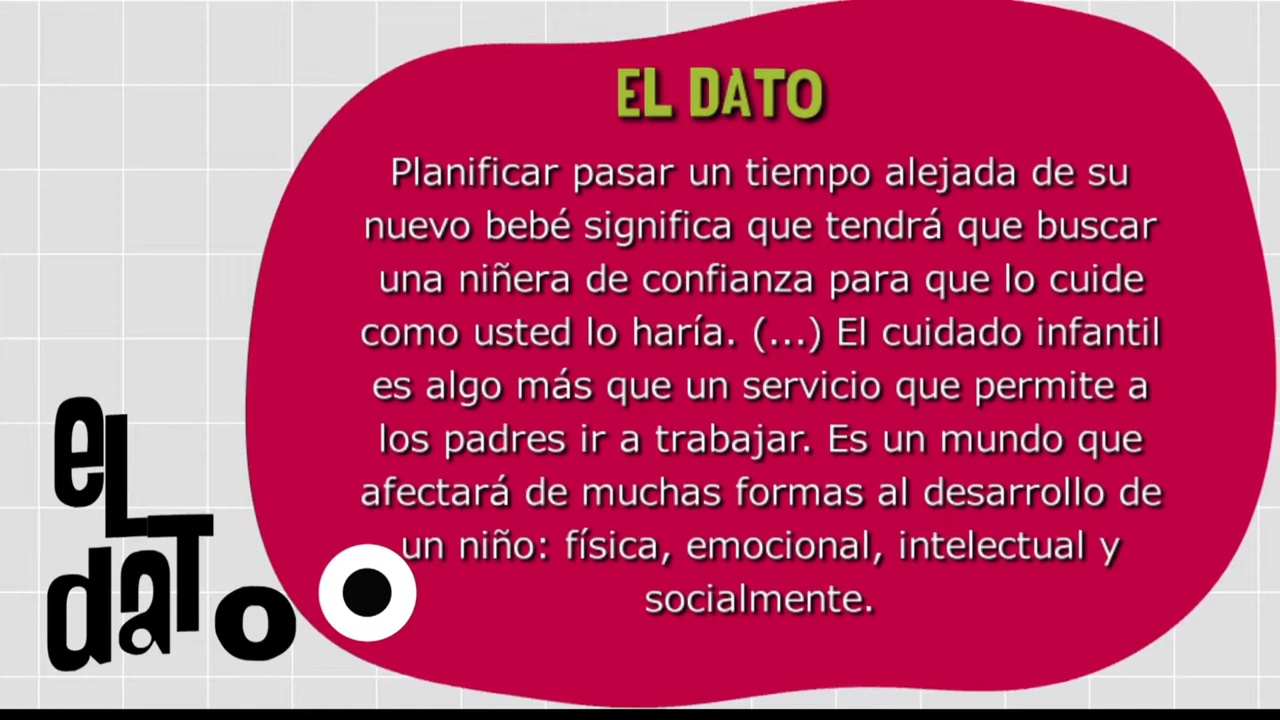 EL DATO
Planificar pasar un tiempo alejada de su
nuevo bebé significa que tendrá que buscar
una niñera de confianza para que lo cuide
como usted lo haría. (...) El cuidado infantil
es algo más que un servicio que permite a
los padres ir a trabajar. Es un mundo que
afectará de muchas formas al desarrollo de
un niño: física, emocional, intelectual y
socialmente.
eL
daTo